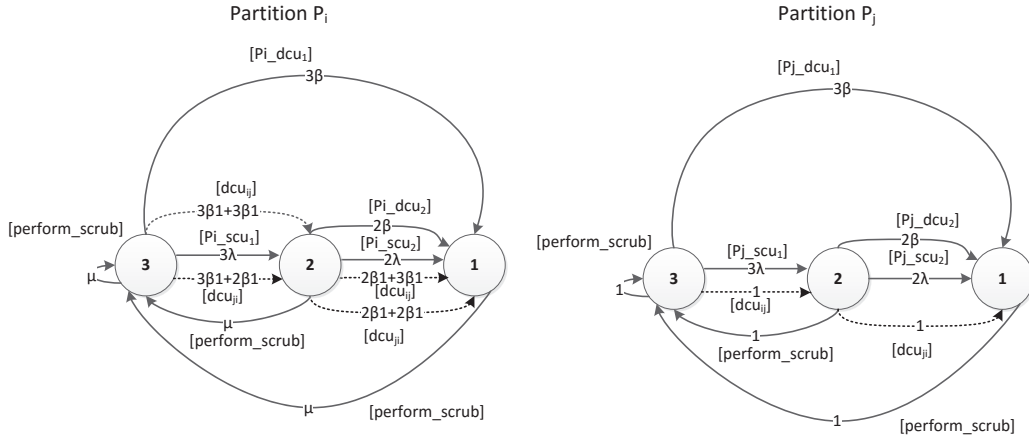 Partition Pi
[Pi_dcu1]
3β
[dcuij]
3β1+3β1
[Pi_dcu2]
2β
[perform_scrub]
[Pi_scu1]
3λ
[Pi_scu2]
2λ
3
2
1
μ
3β1+2β1
[dcuji]
2β1+3β1
[dcuij]
2β1+2β1
[dcuji]
μ
[perform_scrub]
μ
[perform_scrub]
Partition Pj
[Pj_dcu1]
3β
[Pj_dcu2]
2β
[perform_scrub]
[Pj_scu1]
3λ
[Pj_scu2]
2λ
3
2
1
1
1
[dcuij]
1
[dcuji]
1
[perform_scrub]
1
[perform_scrub]